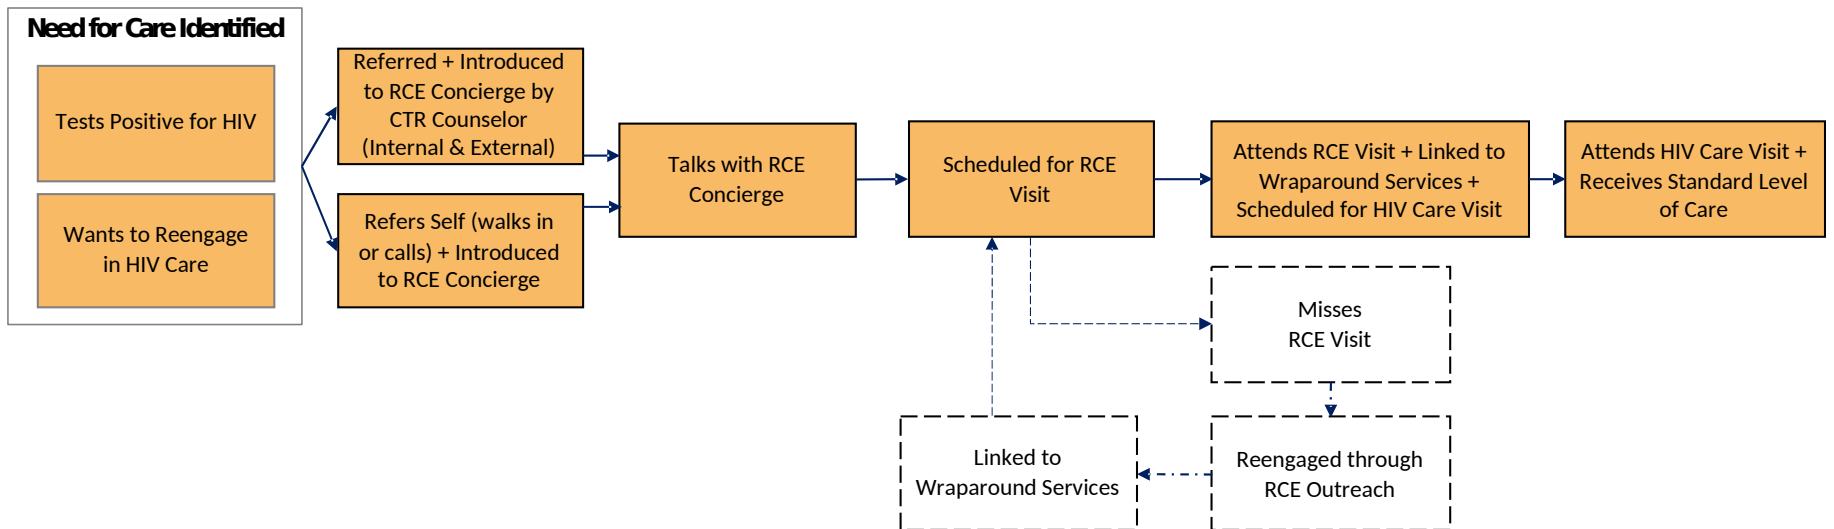 Need for Care Identified
Tests Positive for HIV
Wants to Reengage
in HIV Care
Referred + Introduced
to RCE Concierge by
CTR Counselor
(Internal & External)
Refers Self (walks in
or calls) + Introduced
to RCE Concierge
Talks with RCE
Concierge
Scheduled for RCE
Visit
Attends RCE Visit + Linked to
Wraparound Services +
Scheduled for HIV Care Visit
Attends HIV Care Visit +
Receives Standard Level
of Care
Misses
RCE Visit
Reengaged through
RCE Outreach
Linked to
Wraparound Services